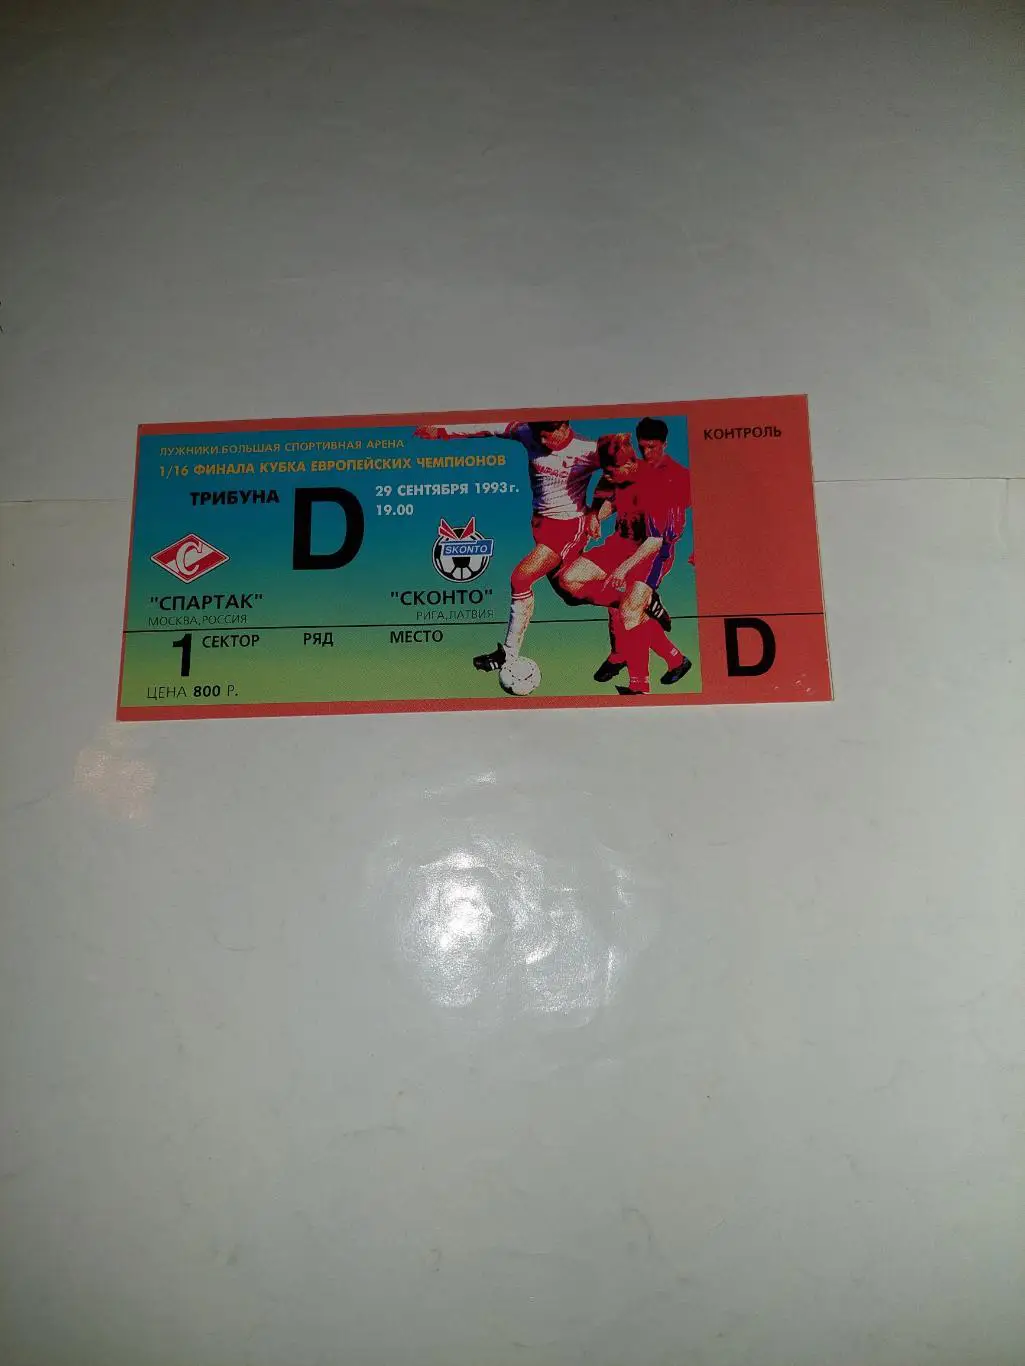 ЛУЖНИКИ.БОЛЬШАЯ СПОРТИВНАЯ АРЕНА
1/16 ФИНАЛА КУБКА ЕВРОПЕЙСКИХ ЧЕМПИОНОВ
ТРИБУНА D
29 СЕНТЯБРЯ 1993г.
19.00
С
SKONTO
"СПАРТАК"
МОСКВА,РОССИЯ
"СКОНТО"
РИГА,ЛАТВИЯ
1 СЕКТОР РЯД МЕСТО
ЦЕНА 800 Р.
КОНТРОЛЬ
D